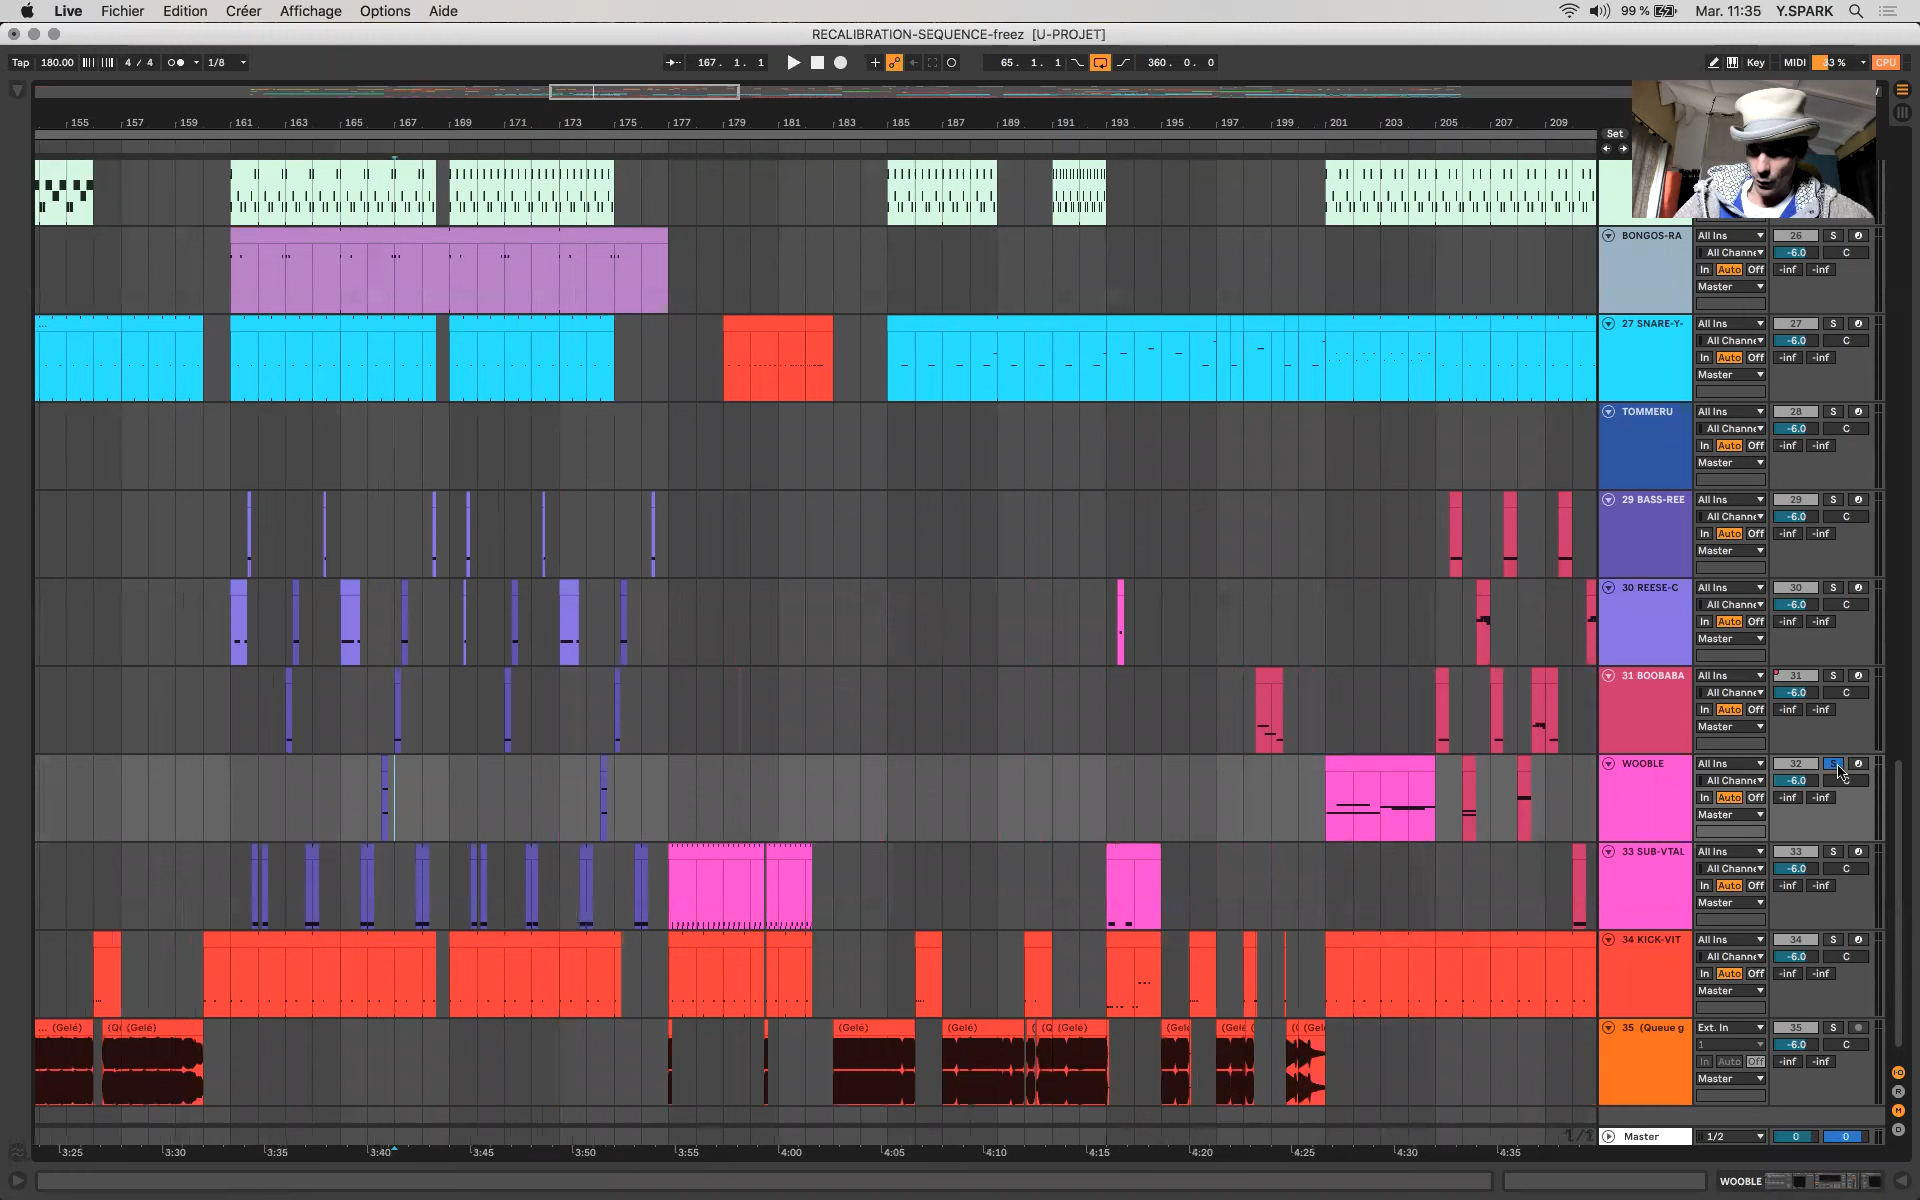 Live Fichier Edition Créer Affichage Options Aide 99 % Mar. 11:35 Y.SPARK
RECALIBRATION-SEQUENCE-freez [U-PROJET]
Tap 180.00 4 / 4 1/8 167. 1. 1 65. 1. 1 360. 0. 0 Key MIDI 33 % CPU
155 157 159 161 163 165 167 169 171 173 175 177 179 181 183 185 187 189 191 193 195 197 199 201 203 205 207 209
Set
BONGOS-RA All Ins 26 S
All Channe -6.0 C
In Auto Off -inf -inf
Master
... 27 SNARE-Y- All Ins 27 S
All Channe -6.0 C
In Auto Off -inf -inf
Master
TOMMERU All Ins 28 S
All Channe -6.0 C
In Auto Off -inf -inf
Master
29 BASS-REE All Ins 29 S
All Channe -6.0 C
In Auto Off -inf -inf
Master
30 REESE-C All Ins 30 S
All Channe -6.0 C
In Auto Off -inf -inf
Master
31 BOOBABA All Ins 31 S
All Channe -6.0 C
In Auto Off -inf -inf
Master
WOOBLE All Ins 32 S
All Channe -6.0 C
In Auto Off -inf -inf
Master
33 SUB-VTAL All Ins 33 S
All Channe -6.0 C
In Auto Off -inf -inf
Master
34 KICK-VIT All Ins 34 S
All Channe -6.0 C
In Auto Off -inf -inf
Master
... (Gelé) (Q (Gelé) (Gelé) (Gelé) ( (Q (Gelé) (Gelé (Gelé ( (( (Gel 35 (Queue g Ext. In 35 S
1 -6.0 C
In Auto Off -inf -inf
Master
1/1 Master 1/2 0 0
3:25 3:30 3:35 3:40 3:45 3:50 3:55 4:00 4:05 4:10 4:15 4:20 4:25 4:30 4:35
I·O
R
M
D
WOOBLE